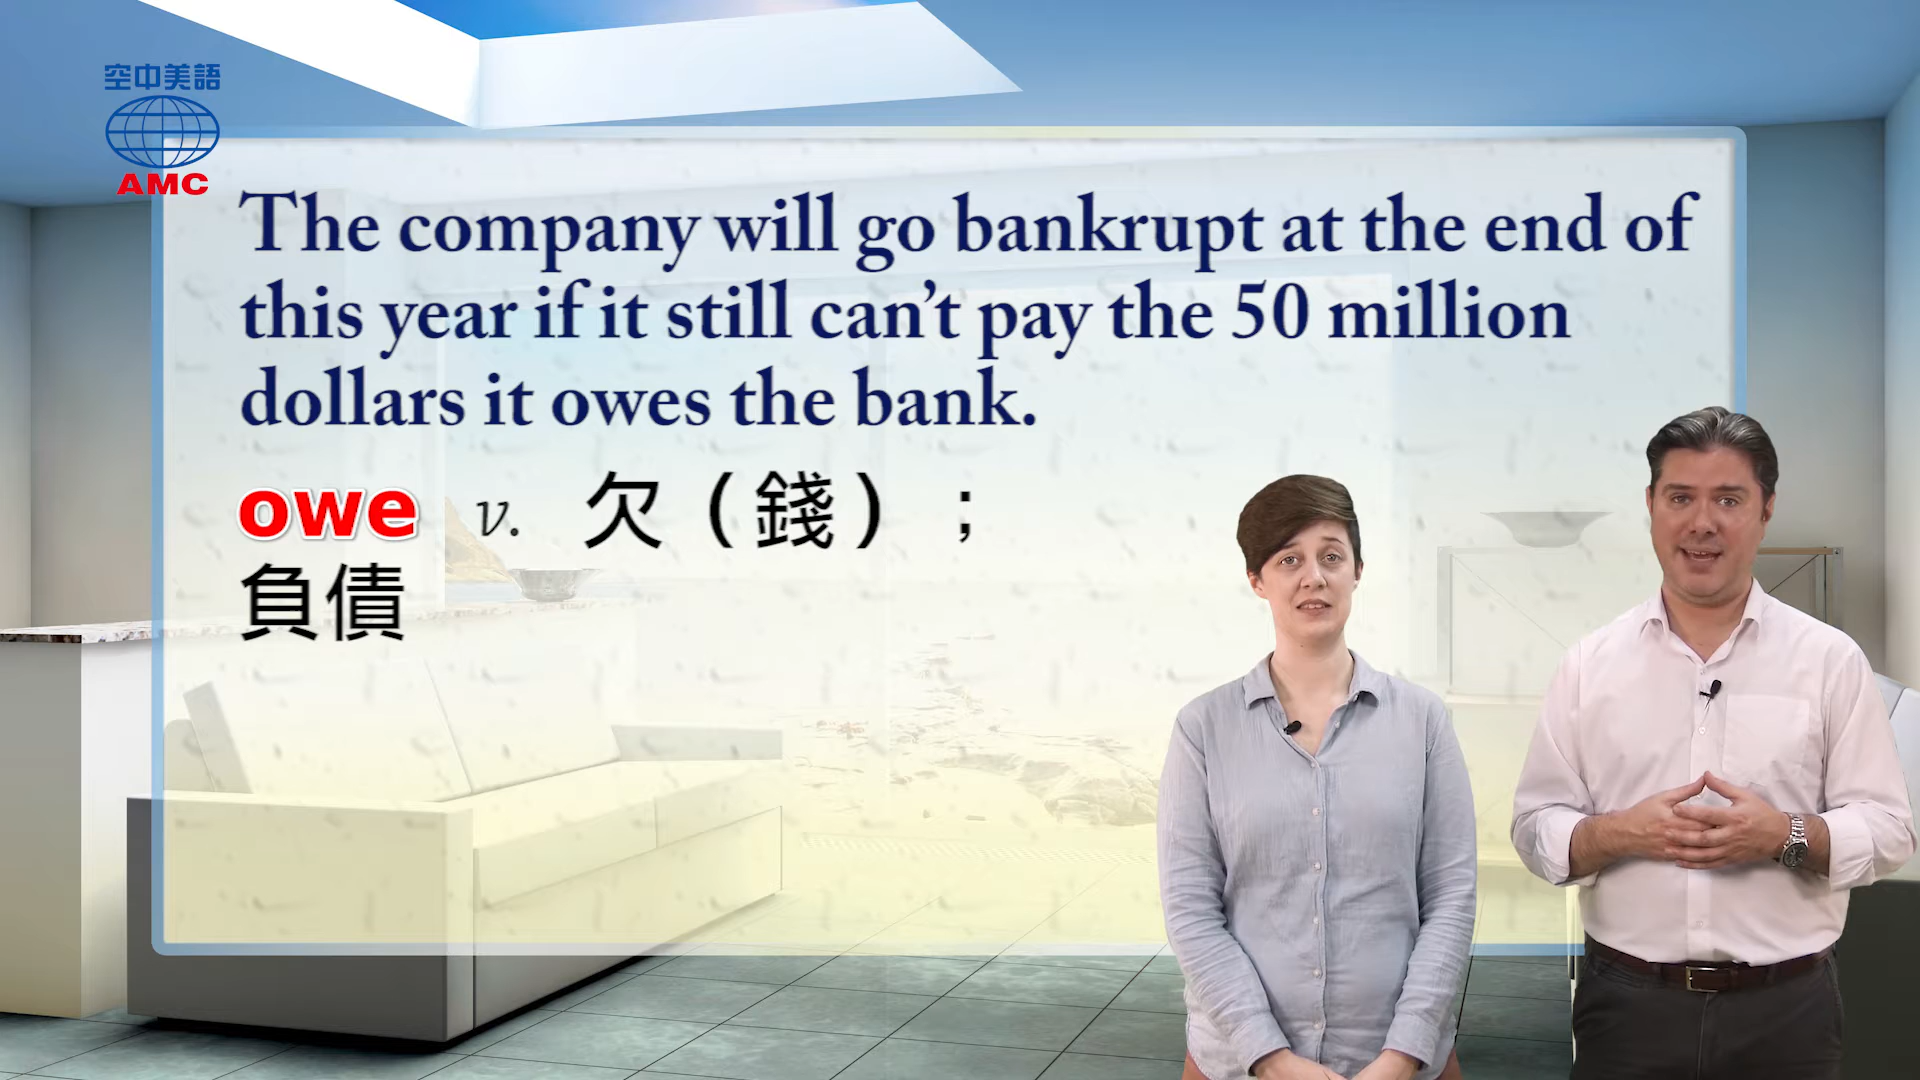 空中美語
AMC
The company will go bankrupt at the end of
this year if it still can’t pay the 50 million
dollars it owes the bank.
owe v. 欠（錢）；
負債